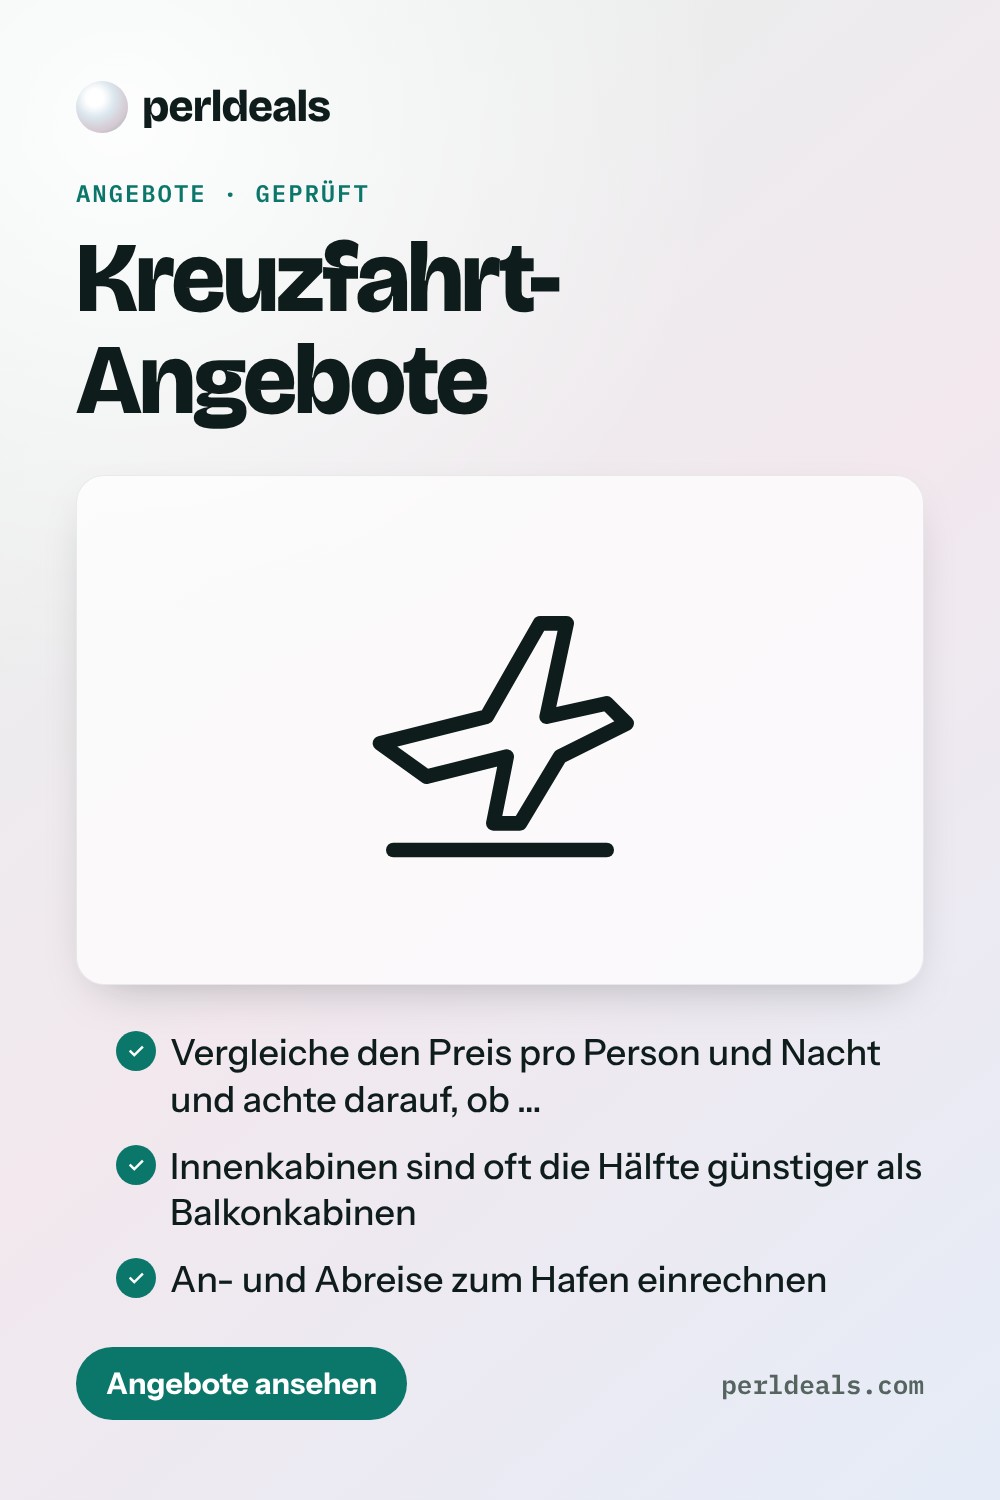 perldeals
ANGEBOTE · GEPRÜFT
Kreuzfahrt-
Angebote
Vergleiche den Preis pro Person und Nacht
und achte darauf, ob ...
Innenkabinen sind oft die Hälfte günstiger als
Balkonkabinen
An- und Abreise zum Hafen einrechnen
Angebote ansehen
perldeals.com